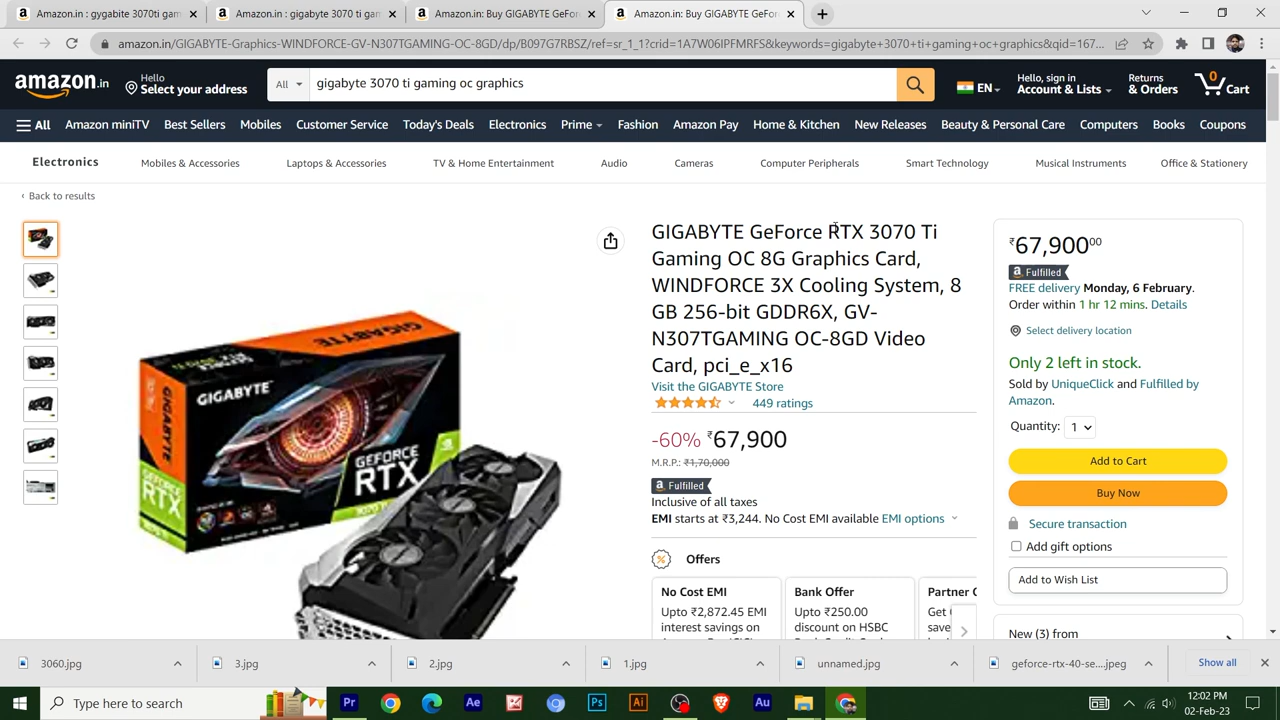 Amazon.in : gygabite 3070ti gam
Amazon.in : gigabyte 3070 ti gan
Amazon.in: Buy GIGABYTE GeFor
Amazon.in: Buy GIGABYTE GeFor
amazon.in/GIGABYTE-Graphics-WINDFORCE-GV-N307TGAMING-OC-8GD/dp/B097G7RBSZ/ref=sr_1_1?crid=1A7W06IPFMRFS&keywords=gigabyte+3070+ti+gaming+oc+graphics&qid=167...
amazon.in
Hello
Select your address
All
gigabyte 3070 ti gaming oc graphics
EN
Hello, sign in
Account & Lists
Returns
& Orders
0
Cart
All
Amazon miniTV
Best Sellers
Mobiles
Customer Service
Today's Deals
Electronics
Prime
Fashion
Amazon Pay
Home & Kitchen
New Releases
Beauty & Personal Care
Computers
Books
Coupons
Electronics
Mobiles & Accessories
Laptops & Accessories
TV & Home Entertainment
Audio
Cameras
Computer Peripherals
Smart Technology
Musical Instruments
Office & Stationery
‹ Back to results
GIGABYTE
GEFORCE
RTX
GEFORCE
RTX
GIGABYTE GeForce RTX 3070 Ti
Gaming OC 8G Graphics Card,
WINDFORCE 3X Cooling System, 8
GB 256-bit GDDR6X, GV-
N307TGAMING OC-8GD Video
Card, pci_e_x16
Visit the GIGABYTE Store
449 ratings
-60% ₹67,900
M.R.P.: ₹1,70,000
a Fulfilled
Inclusive of all taxes
EMI starts at ₹3,244. No Cost EMI available EMI options
Offers
No Cost EMI
Upto ₹2,872.45 EMI
interest savings on
Bank Offer
Upto ₹250.00
discount on HSBC
Partner O
Get
save
₹67,90000
a Fulfilled
FREE delivery Monday, 6 February.
Order within 1 hr 12 mins. Details
Select delivery location
Only 2 left in stock.
Sold by UniqueClick and Fulfilled by
Amazon.
Quantity: 1
Add to Cart
Buy Now
Secure transaction
Add gift options
Add to Wish List
New (3) from
3060.jpg
3.jpg
2.jpg
1.jpg
unnamed.jpg
geforce-rtx-40-se....jpeg
Show all
Type here to search
Pr
Ae
Ps
Ai
Au
12:02 PM
02-Feb-23